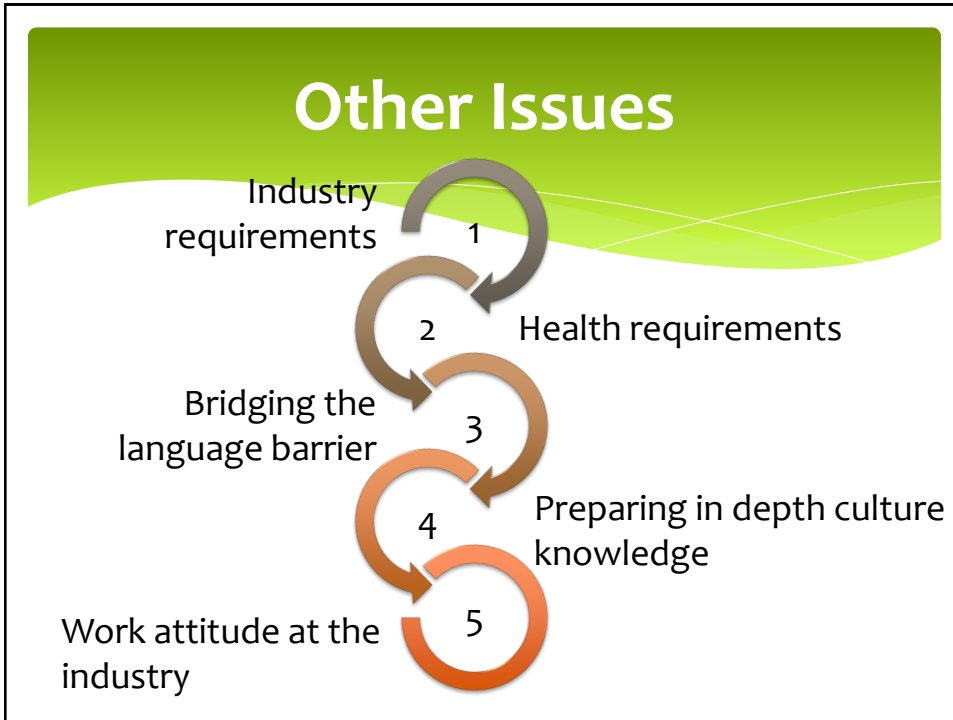 Other Issues
Industry
requirements
1
2
Health requirements
Bridging the
language barrier
3
4
Preparing in depth culture
knowledge
5
Work attitude at the
industry